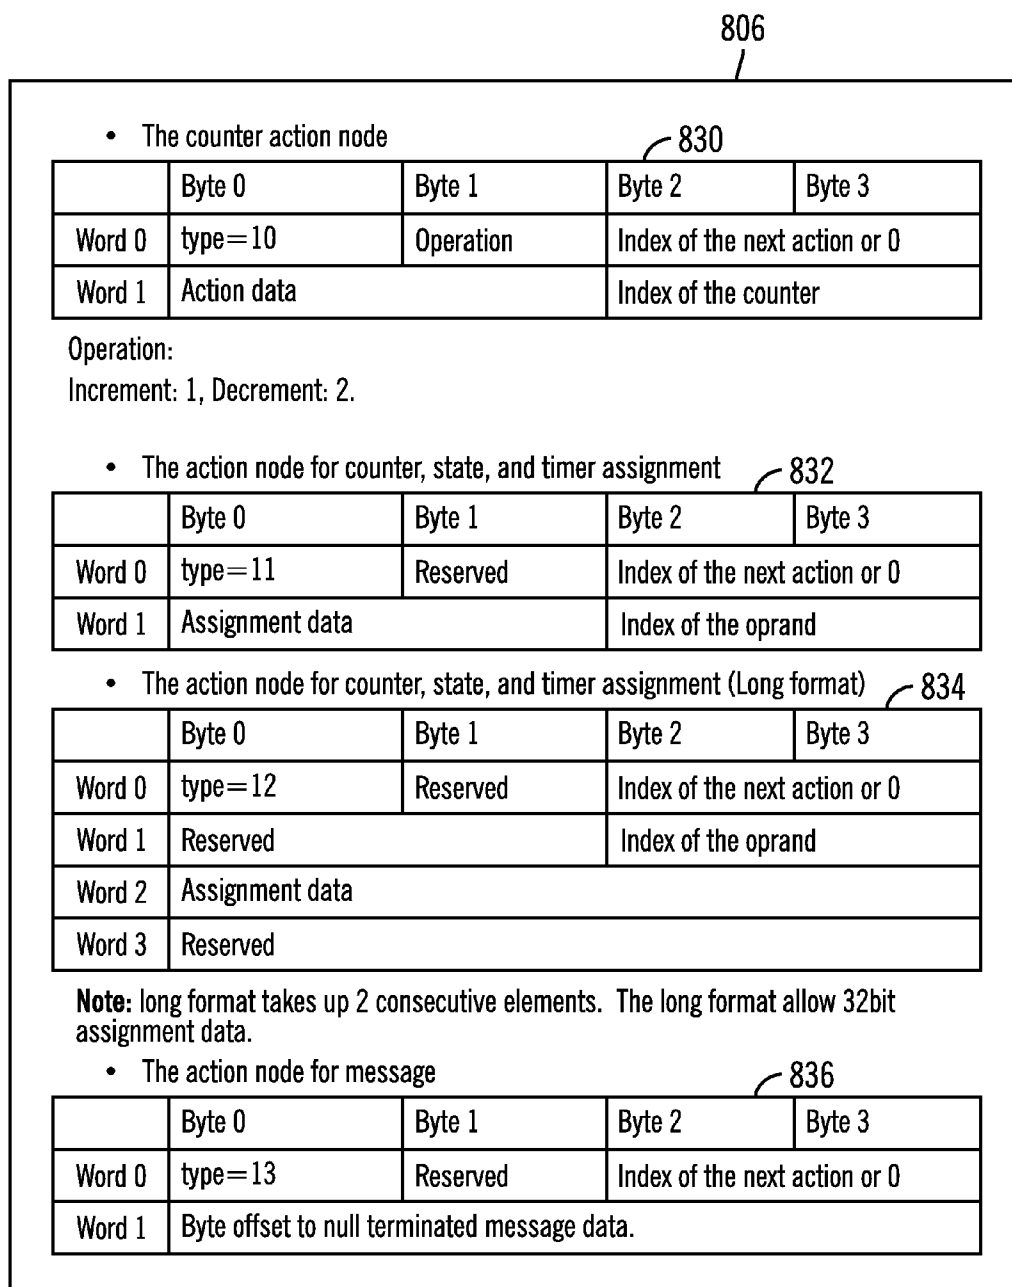 806
• The counter action node
830
Byte 0 Byte 1 Byte 2 Byte 3
Word 0 type=10 Operation Index of the next action or 0
Word 1 Action data Index of the counter
Operation:
Increment: 1, Decrement: 2.
• The action node for counter, state, and timer assignment
832
Byte 0 Byte 1 Byte 2 Byte 3
Word 0 type=11 Reserved Index of the next action or 0
Word 1 Assignment data Index of the oprand
• The action node for counter, state, and timer assignment (Long format)
834
Byte 0 Byte 1 Byte 2 Byte 3
Word 0 type=12 Reserved Index of the next action or 0
Word 1 Reserved Index of the oprand
Word 2 Assignment data
Word 3 Reserved
Note: long format takes up 2 consecutive elements. The long format allow 32bit
assignment data.
• The action node for message
836
Byte 0 Byte 1 Byte 2 Byte 3
Word 0 type=13 Reserved Index of the next action or 0
Word 1 Byte offset to null terminated message data.